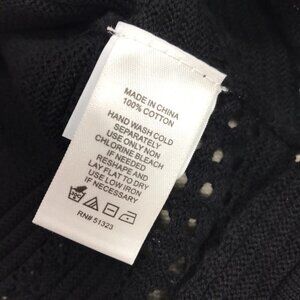 MADE IN CHINA
100% COTTON
HAND WASH COLD
SEPARATELY
USE ONLY NON
CHLORINE BLEACH
IF NEEDED
RESHAPE AND
LAY FLAT TO DRY
USE LOW IRON
IF NECESSARY
RN# 51323